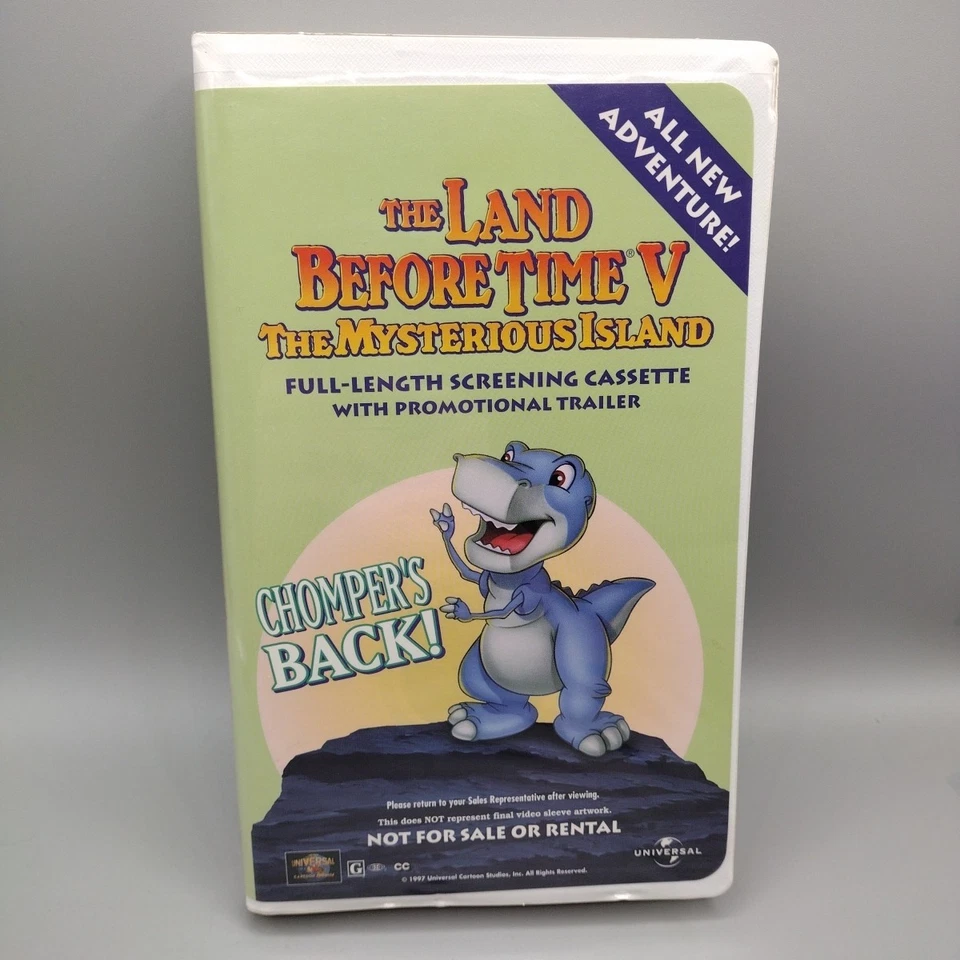 ALL NEW
ADVENTURE!
THE LAND
BEFORE TIME® V
THE MYSTERIOUS ISLAND
FULL-LENGTH SCREENING CASSETTE
WITH PROMOTIONAL TRAILER
CHOMPER'S
BACK!
Please return to your Sales Representative after viewing.
This does NOT represent final video sleeve artwork.
NOT FOR SALE OR RENTAL
UNIVERSAL
G CC
UNIVERSAL
© 1997 Universal Cartoon Studios, Inc. All Rights Reserved.